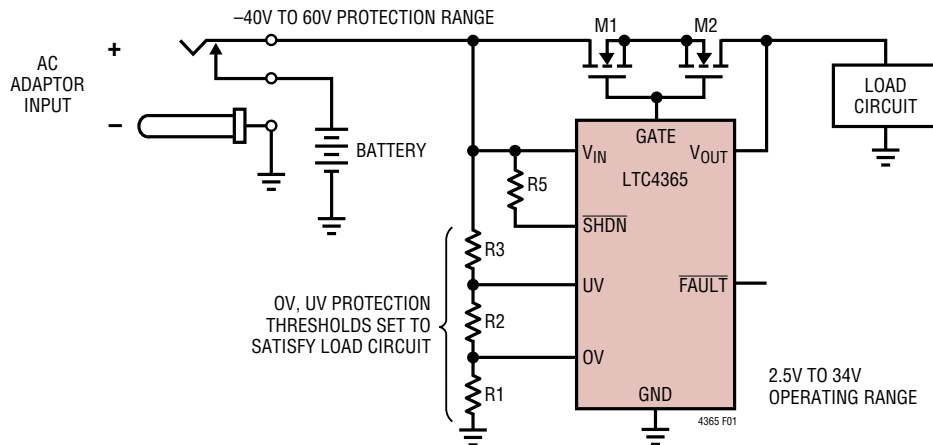 –40V TO 60V PROTECTION RANGE
M1
M2
+
AC
ADAPTOR
INPUT
–
BATTERY
LOAD
CIRCUIT
GATE
VIN
VOUT
LTC4365
R5
SHDN
R3
UV
FAULT
OV, UV PROTECTION
THRESHOLDS SET TO
SATISFY LOAD CIRCUIT
R2
OV
R1
GND
2.5V TO 34V
OPERATING RANGE
4365 F01